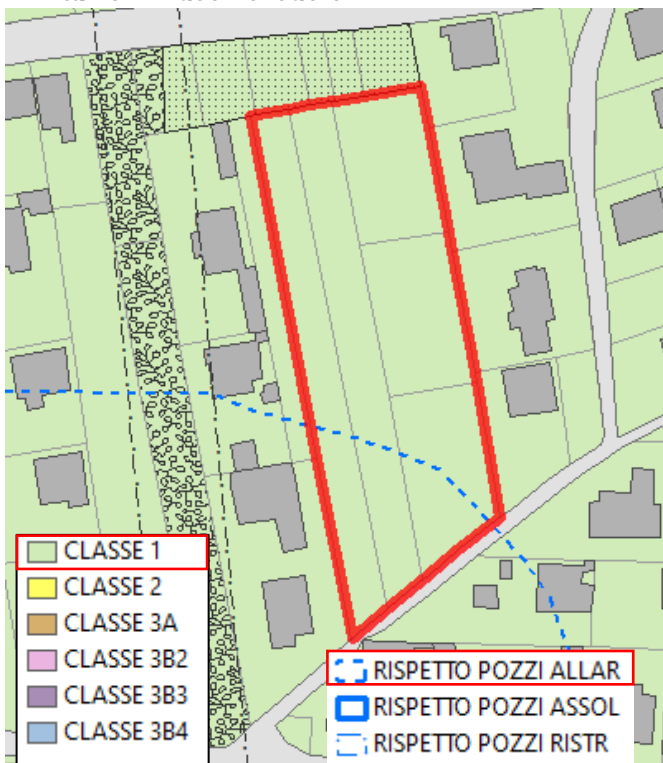 CLASSE 1
CLASSE 2
CLASSE 3A
CLASSE 3B2
CLASSE 3B3
CLASSE 3B4
RISPETTO POZZI ALLAR
RISPETTO POZZI ASSOL
RISPETTO POZZI RISTR